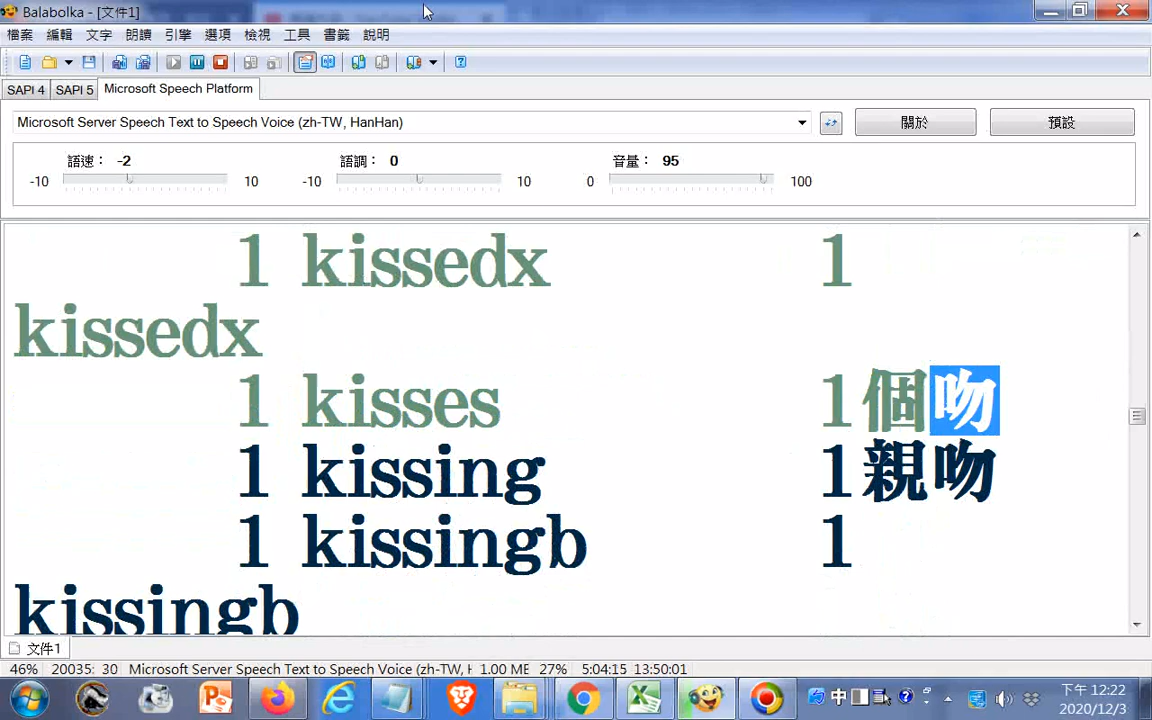 Balabolka - [文件1]
檔案 編輯 文字 朗讀 引擎 選項 檢視 工具 書籤 說明
SAPI 4 SAPI 5 Microsoft Speech Platform
Microsoft Server Speech Text to Speech Voice (zh-TW, HanHan) 關於 預設
語速： -2 語調： 0 音量： 95
-10 10 -10 10 0 100
1 kissedx 1
kissedx
1 kisses 1個吻
1 kissing 1親吻
1 kissingb 1
kissingb
文件1
46% 20035: 30 Microsoft Server Speech Text to Speech Voice (zh-TW, H 1.00 ME 27% 5:04:15 13:50:01
中 下午 12:22
2020/12/3